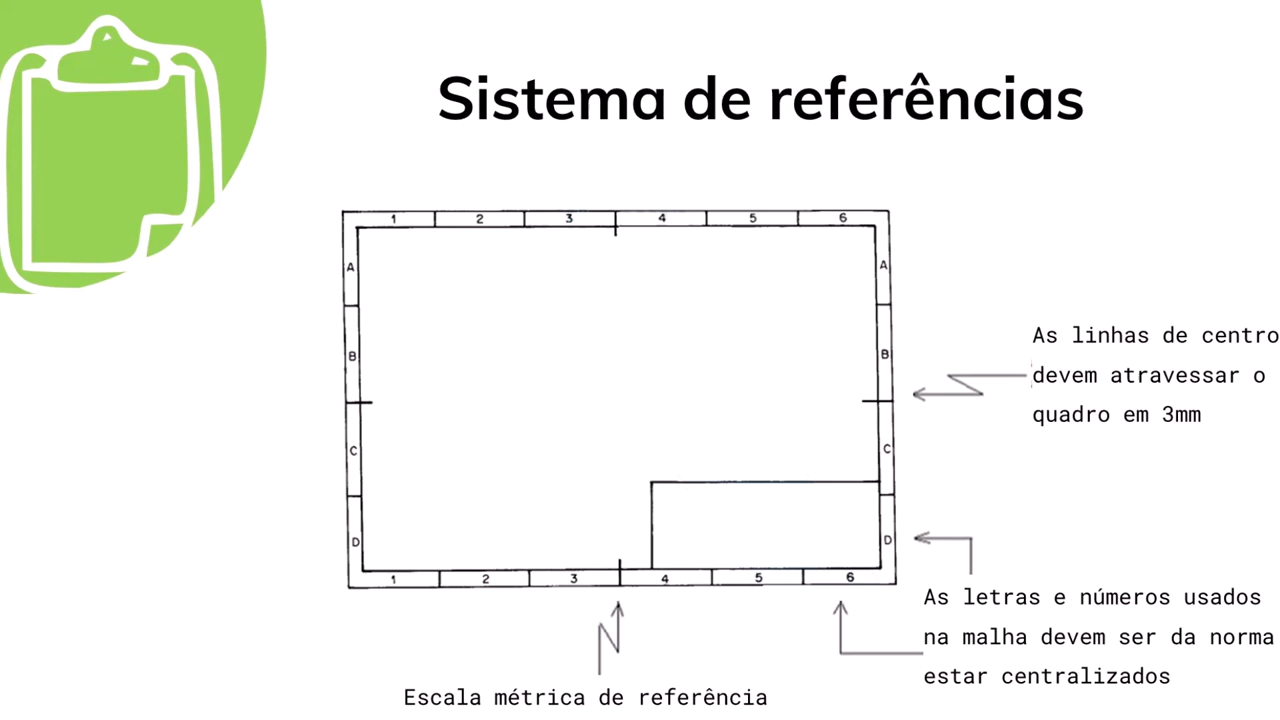 Sistema de referências
1 2 3 4 5 6
A A
As linhas de centro
B B
devem atravessar o
quadro em 3mm
C C
D D
1 2 3 4 5 6
As letras e números usados
na malha devem ser da norma
estar centralizados
Escala métrica de referência